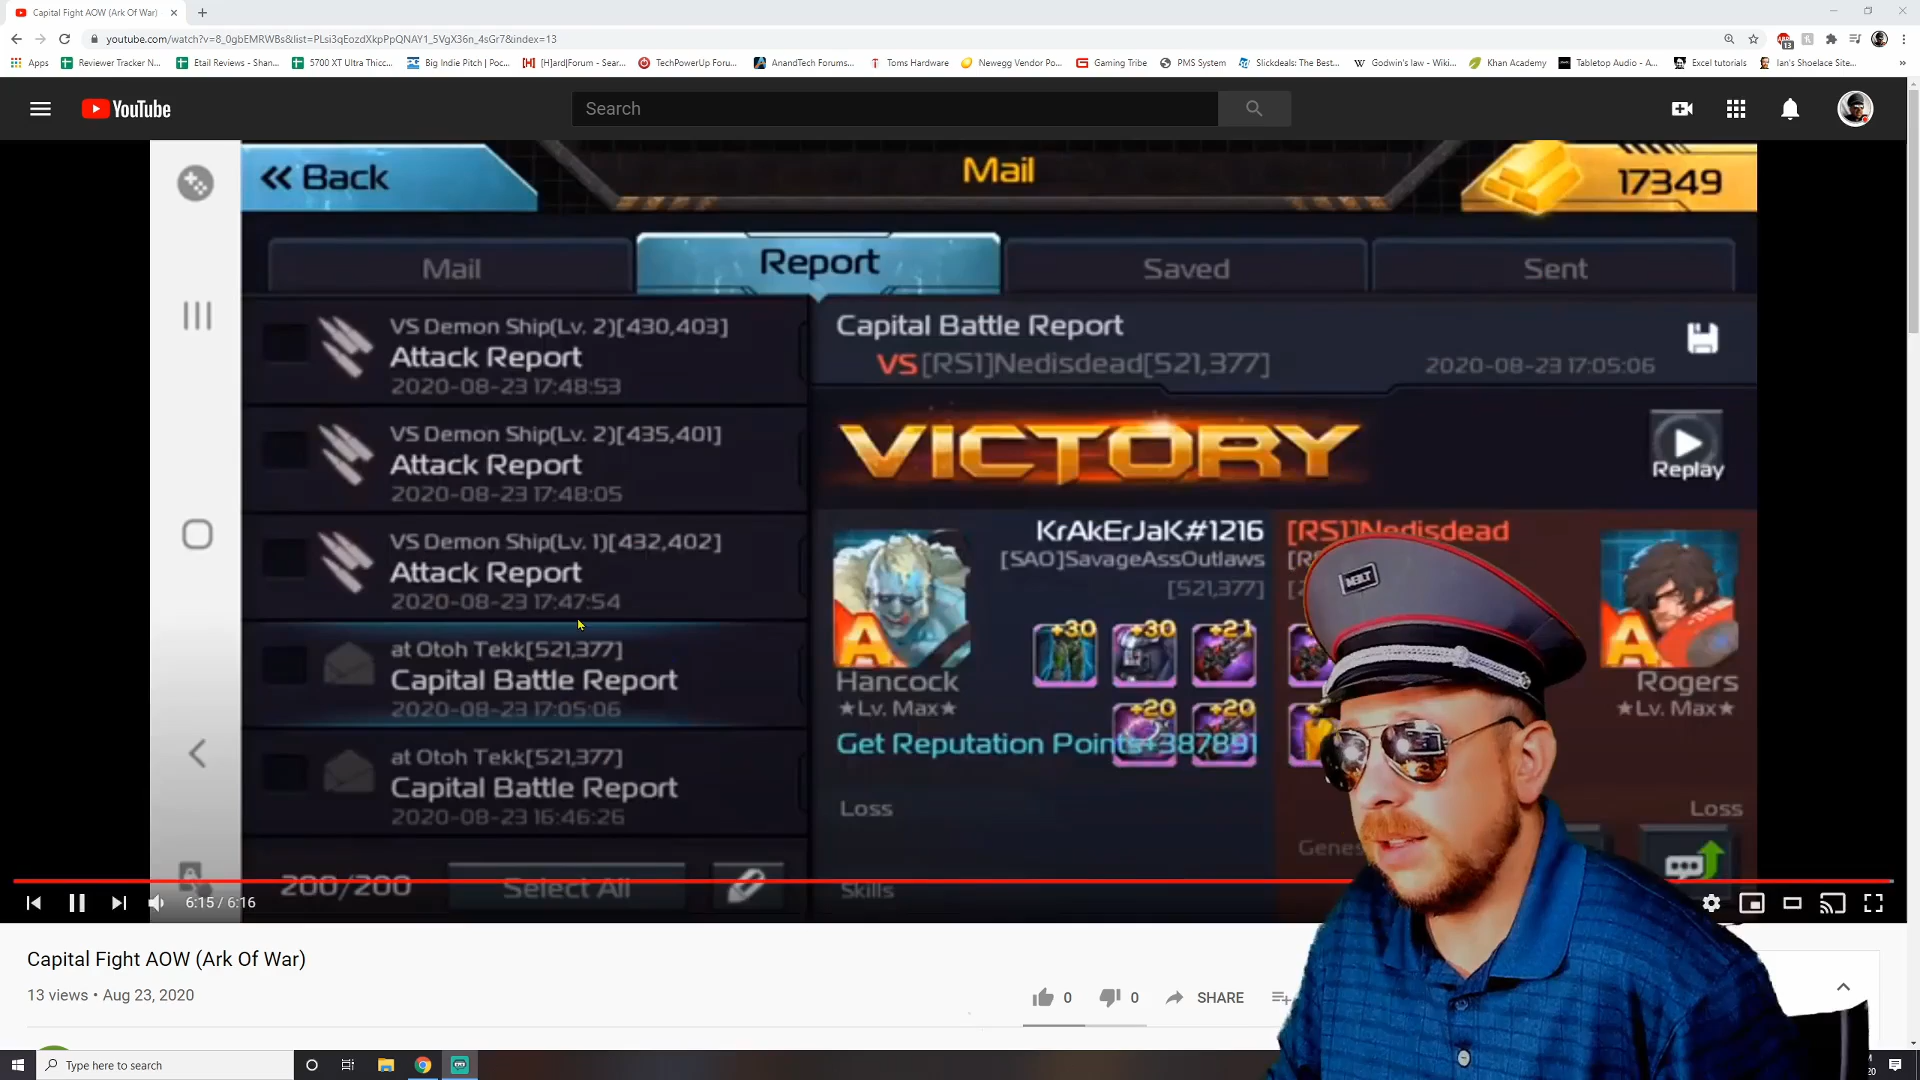 Capital Fight AOW (Ark Of War)
youtube.com/watch?v=8_0gbEMRWBs&list=PLsi3qEozdXkpPpQNAY1_5VgX36n_4sGr7&index=13
Apps
Reviewer Tracker N...
Etail Reviews - Shan...
5700 XT Ultra Thicc...
Big Indie Pitch | Poc...
[H]ard|Forum - Sear...
TechPowerUp Foru...
AnandTech Forums...
Toms Hardware
Newegg Vendor Po...
Gaming Tribe
PMS System
Slickdeals: The Best...
Godwin's law - Wiki...
Khan Academy
Tabletop Audio - A...
Excel tutorials
Ian's Shoelace Site...
YouTube
Search
<< Back
Mail
17349
Mail
Report
Saved
Sent
VS Demon Ship(Lv. 2)[430,403]
Attack Report
2020-08-23 17:48:53
VS Demon Ship(Lv. 2)[435,401]
Attack Report
2020-08-23 17:48:05
VS Demon Ship(Lv. 1)[432,402]
Attack Report
2020-08-23 17:47:54
at Otoh Tekk[521,377]
Capital Battle Report
2020-08-23 17:05:06
at Otoh Tekk[521,377]
Capital Battle Report
2020-08-23 16:46:26
200/200
Select All
Capital Battle Report
VS [RS1]Nedisdead[521,377]
2020-08-23 17:05:06
VICTORY
Replay
KrAkErJaK#1216
[SAO]SavageAssOutlaws
[521,377]
+30
+30
+21
+20
+20
A
Hancock
★Lv. Max★
Get Reputation Points+387891
Loss
Skills
[RS1]Nedisdead
A
Rogers
★Lv. Max★
Loss
6:15 / 6:16
Capital Fight AOW (Ark Of War)
13 views • Aug 23, 2020
0
0
SHARE
Type here to search